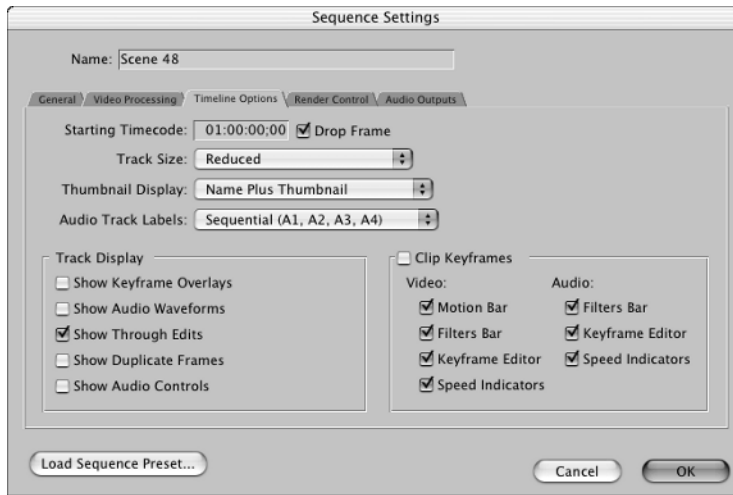 Sequence Settings
Name: Scene 48
General Video Processing Timeline Options Render Control Audio Outputs
Starting Timecode: 01:00:00;00 Drop Frame
Track Size: Reduced
Thumbnail Display: Name Plus Thumbnail
Audio Track Labels: Sequential (A1, A2, A3, A4)
Track Display
Show Keyframe Overlays
Show Audio Waveforms
Show Through Edits
Show Duplicate Frames
Show Audio Controls
Clip Keyframes
Video: Audio:
Motion Bar Filters Bar
Filters Bar Keyframe Editor
Keyframe Editor Speed Indicators
Speed Indicators
Load Sequence Preset...
Cancel OK